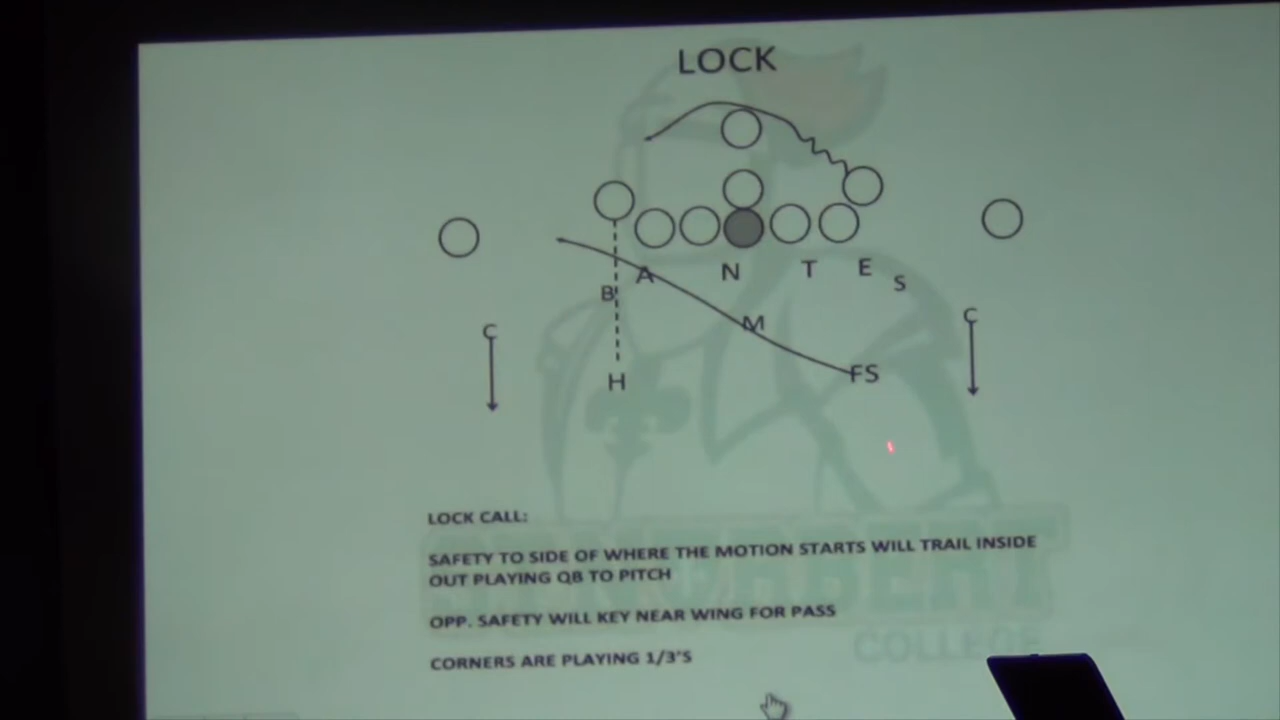 LOCK
A N T E S
B
M
C C
H FS
LOCK CALL:
SAFETY TO SIDE OF WHERE THE MOTION STARTS WILL TRAIL INSIDE
OUT PLAYING QB TO PITCH
OPP. SAFETY WILL KEY NEAR WING FOR PASS
CORNERS ARE PLAYING 1/3'S